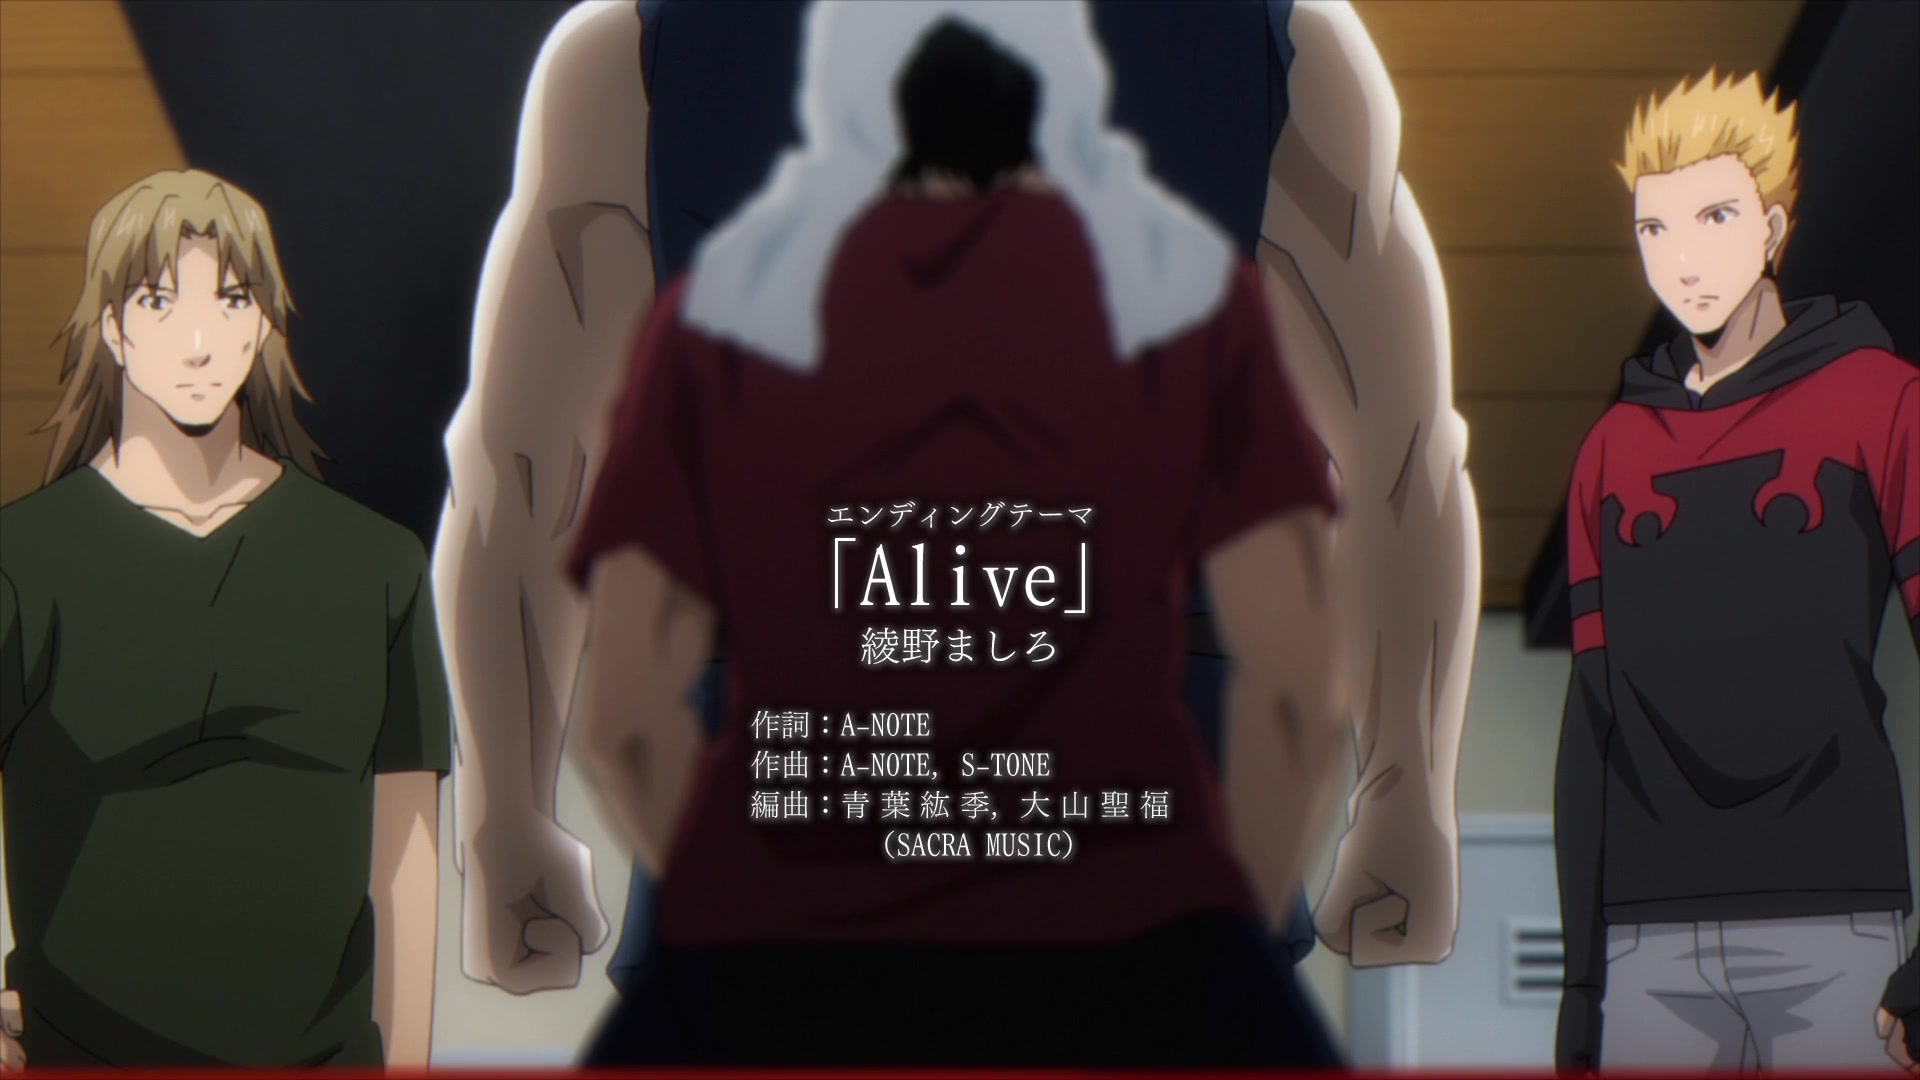 エンディングテーマ
「Alive」
綾野ましろ
作詞：A-NOTE
作曲：A-NOTE, S-TONE
編曲：青葉紘季, 大山聖福
(SACRA MUSIC)